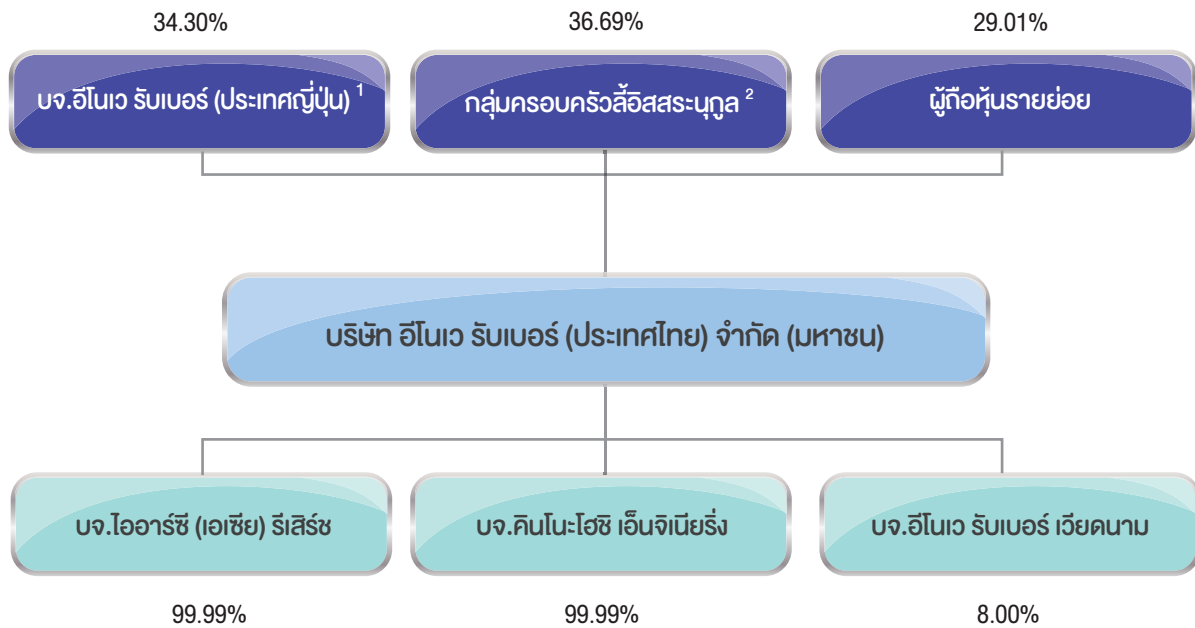 34.30%
36.69%
29.01%
บจ.อีโนเว รับเบอร์ (ประเทศญี่ปุ่น) 1
กลุ่มครอบครัวลี้อิสสระนุกูล 2
ผู้ถือหุ้นรายย่อย
บริษัท อีโนเว รับเบอร์ (ประเทศไทย) จำกัด (มหาชน)
บจ.ไออาร์ซี (เอเซีย) รีเสิร์ช
บจ.คินโนะโฮชิ เอ็นจิเนียริ่ง
บจ.อีโนเว รับเบอร์ เวียดนาม
99.99%
99.99%
8.00%